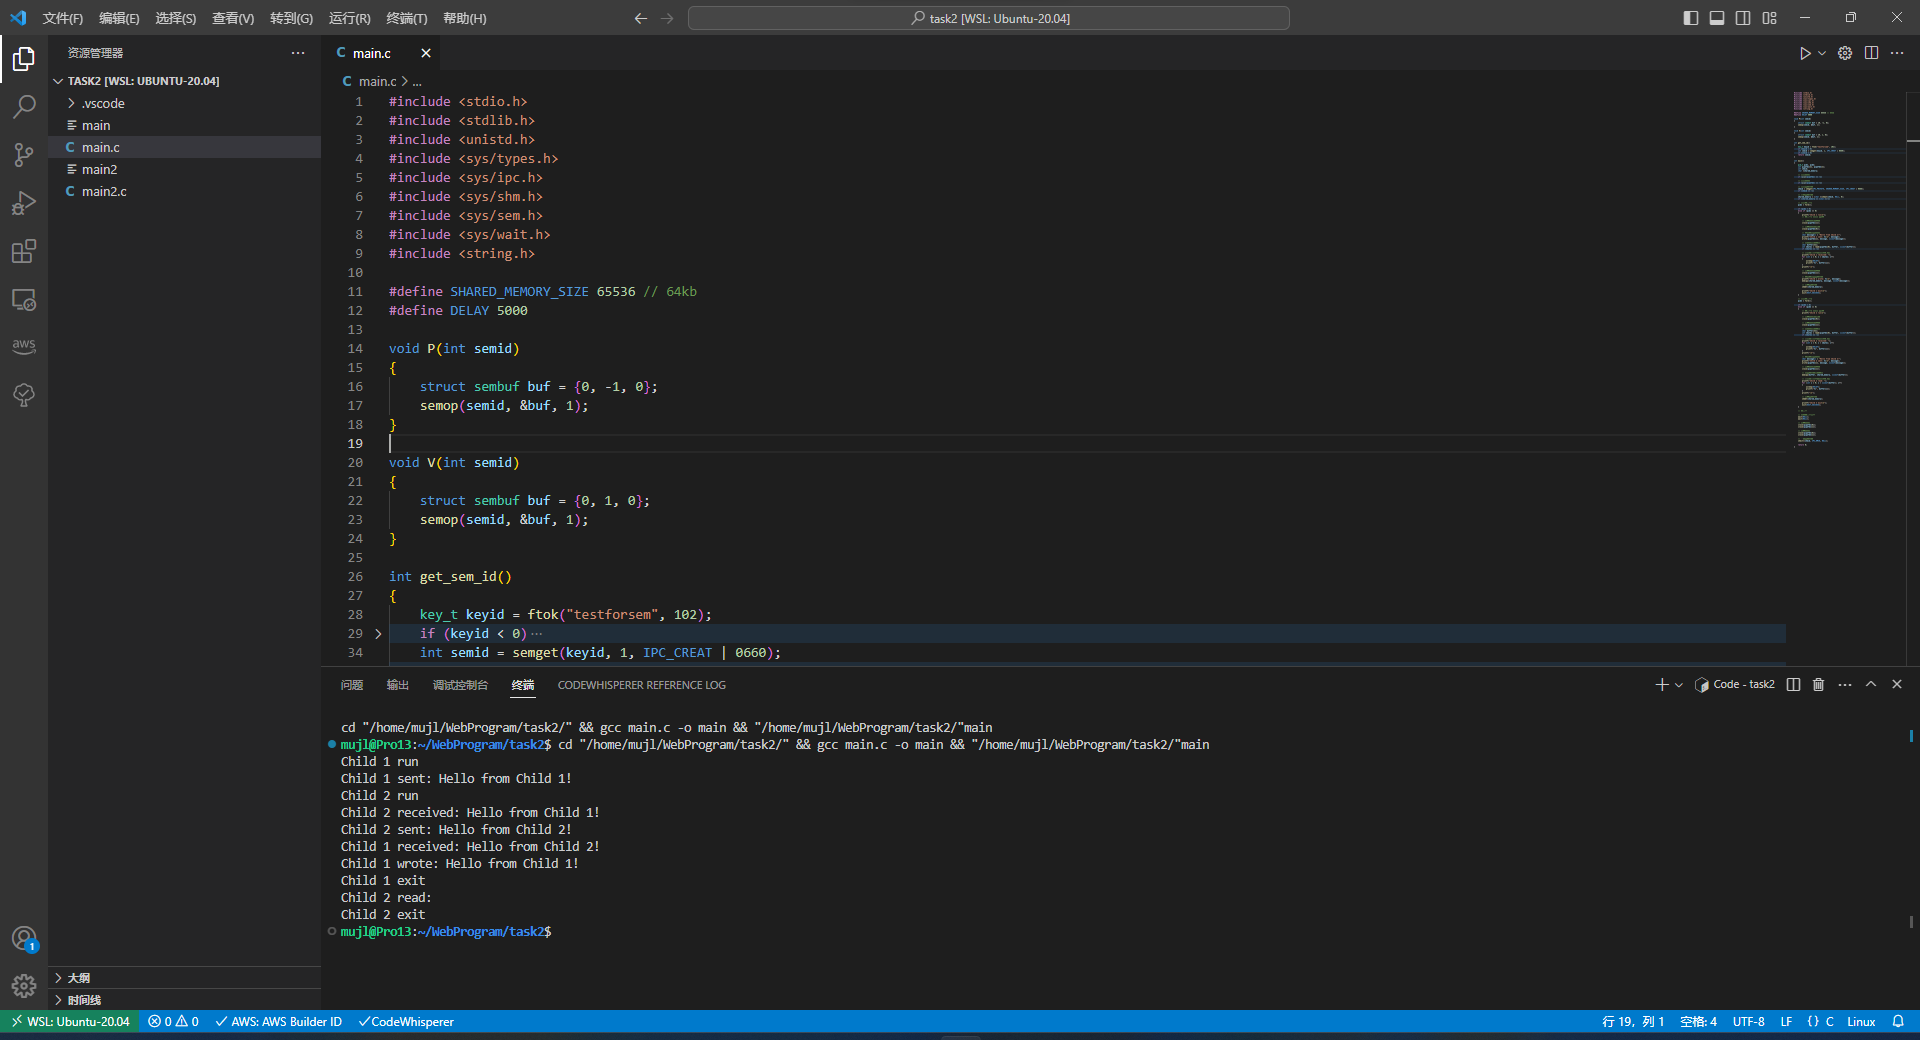 文件(F) 编辑(E) 选择(S) 查看(V) 转到(G) 运行(R) 终端(T) 帮助(H)
task2 [WSL: Ubuntu-20.04]
资源管理器
TASK2 [WSL: UBUNTU-20.04]
.vscode
main
main.c
main2
main2.c
aws
1
大纲
时间线
C main.c
C main.c > ...
1 #include <stdio.h>
2 #include <stdlib.h>
3 #include <unistd.h>
4 #include <sys/types.h>
5 #include <sys/ipc.h>
6 #include <sys/shm.h>
7 #include <sys/sem.h>
8 #include <sys/wait.h>
9 #include <string.h>
10
11 #define SHARED_MEMORY_SIZE 65536 // 64kb
12 #define DELAY 5000
13
14 void P(int semid)
15 {
16 struct sembuf buf = {0, -1, 0};
17 semop(semid, &buf, 1);
18 }
19
20 void V(int semid)
21 {
22 struct sembuf buf = {0, 1, 0};
23 semop(semid, &buf, 1);
24 }
25
26 int get_sem_id()
27 {
28 key_t keyid = ftok("testforsem", 102);
29 if (keyid < 0) ...
34 int semid = semget(keyid, 1, IPC_CREAT | 0660);
问题 输出 调试控制台 终端 CODEWHISPERER REFERENCE LOG
Code - task2
cd "/home/mujl/WebProgram/task2/" && gcc main.c -o main && "/home/mujl/WebProgram/task2/"main
mujl@Pro13:~/WebProgram/task2$ cd "/home/mujl/WebProgram/task2/" && gcc main.c -o main && "/home/mujl/WebProgram/task2/"main
Child 1 run
Child 1 sent: Hello from Child 1!
Child 2 run
Child 2 received: Hello from Child 1!
Child 2 sent: Hello from Child 2!
Child 1 received: Hello from Child 2!
Child 1 wrote: Hello from Child 1!
Child 1 exit
Child 2 read:
Child 2 exit
mujl@Pro13:~/WebProgram/task2$
WSL: Ubuntu-20.04 0 0 AWS: AWS Builder ID CodeWhisperer
行 19，列 1 空格: 4 UTF-8 LF {} C Linux